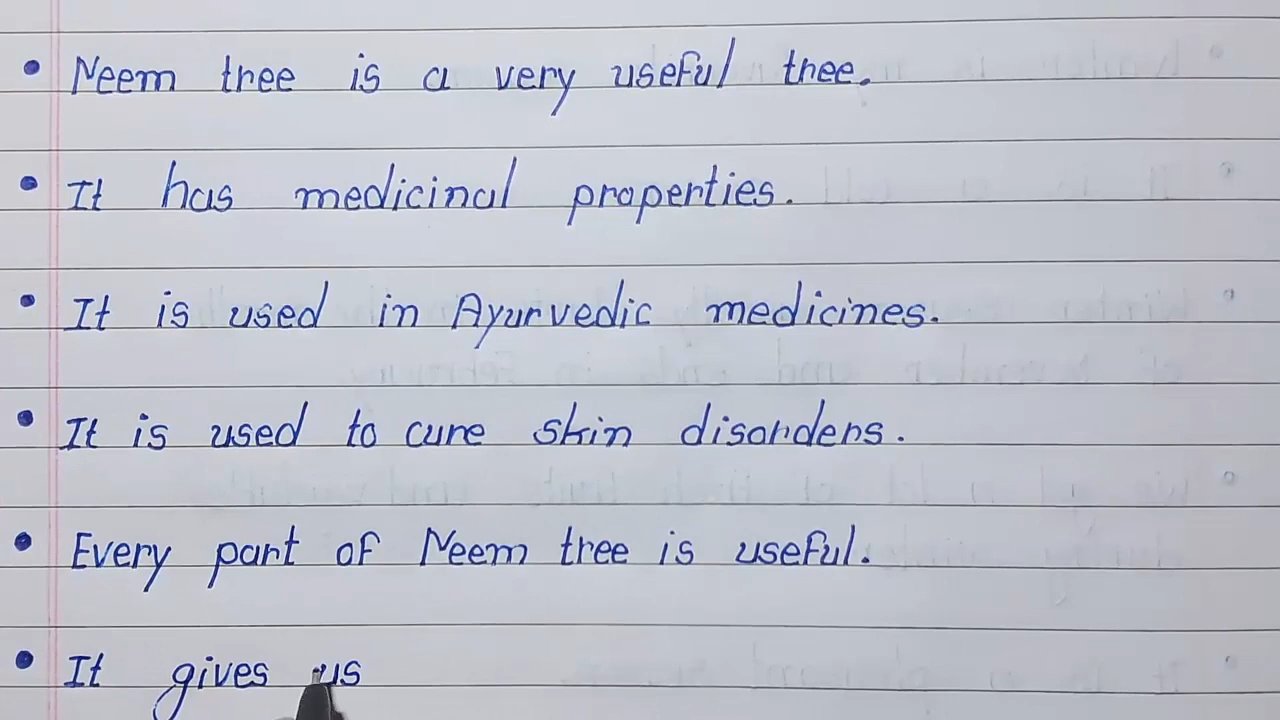 • Neem tree is a very useful tree.
• It has medicinal properties.
• It is used in Ayurvedic medicines.
• It is used to cure skin disorders.
• Every part of Neem tree is useful.
• It gives us